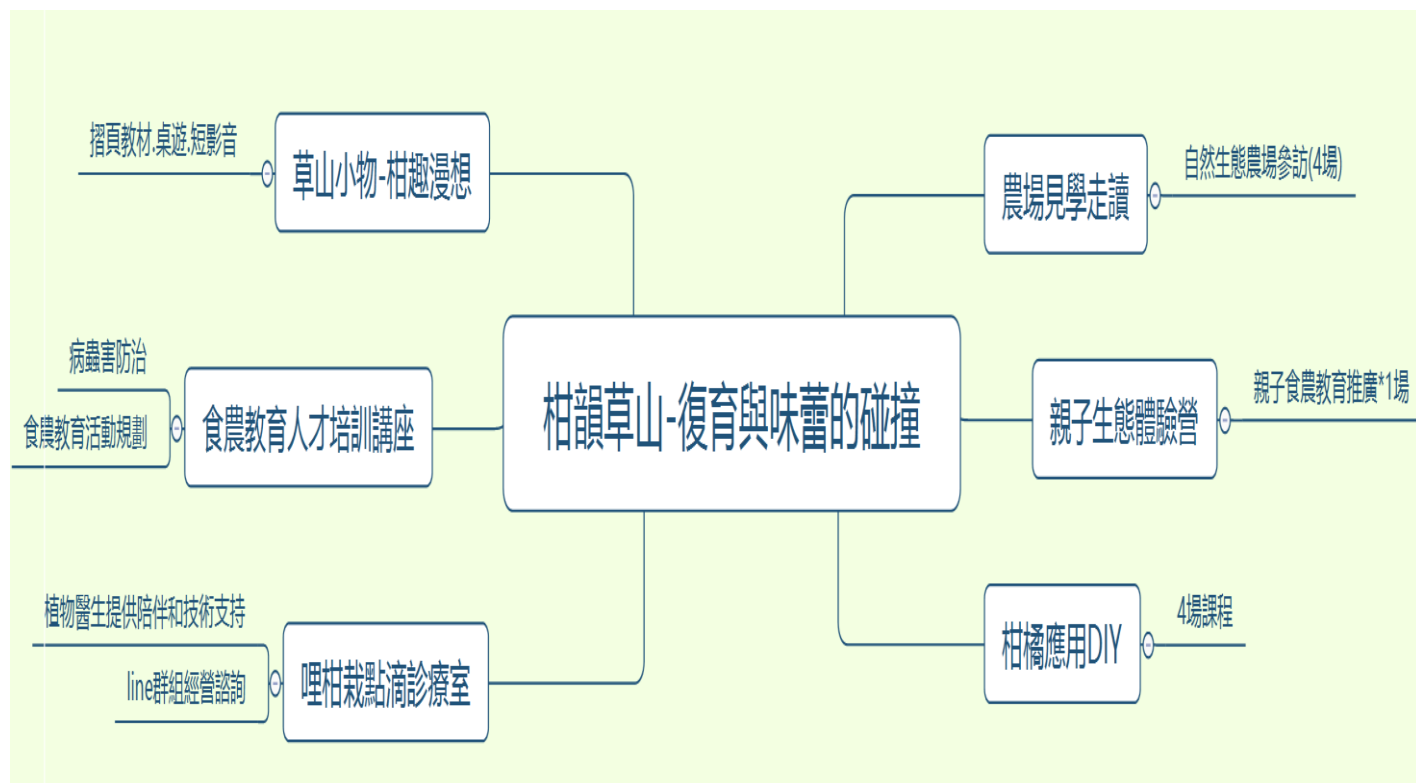 柑韻草山-復育與味蕾的碰撞
草山小物-柑趣漫想
摺頁教材.桌遊.短影音
食農教育人才培訓講座
病蟲害防治
食農教育活動規劃
哩柑栽點滴診療室
植物醫生提供陪伴和技術支持
line群組經營諮詢
農場見學走讀
自然生態農場參訪(4場)
親子生態體驗營
親子食農教育推廣*1場
柑橘應用DIY
4場課程